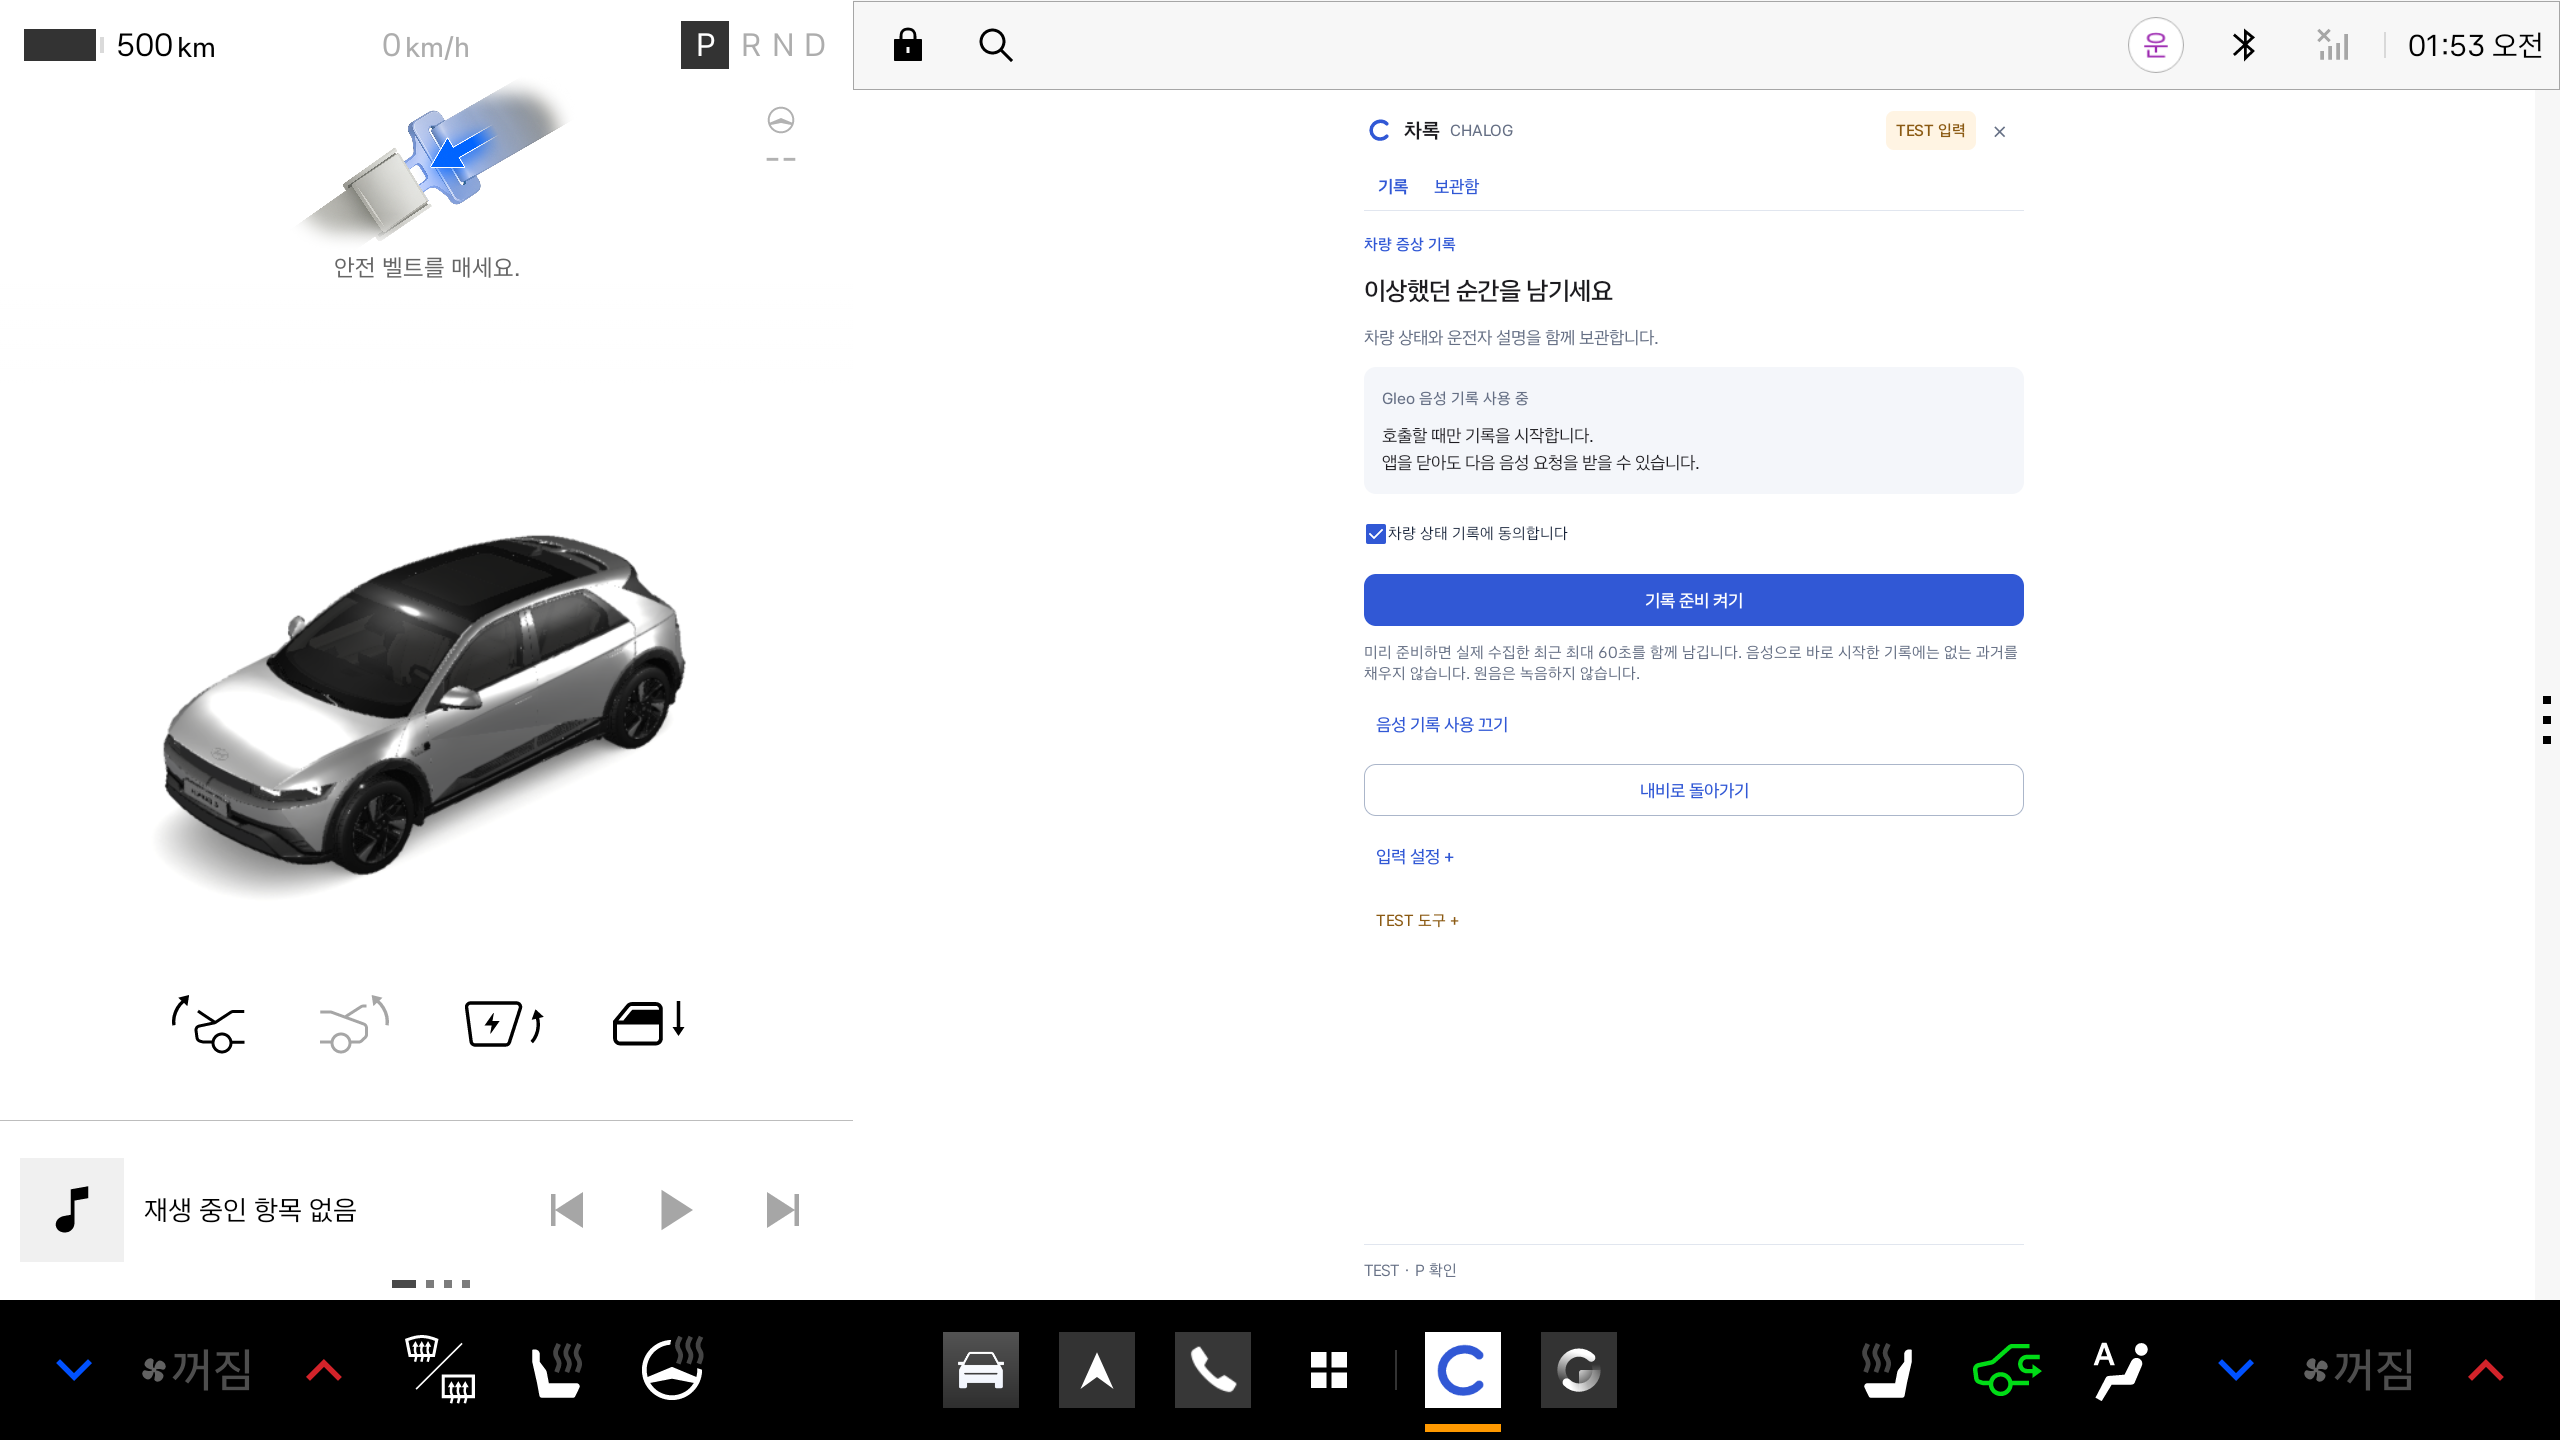 500 km
0 km/h
P R N D
운
01:53 오전
안전 벨트를 매세요.
차록 CHALOG
TEST 입력
기록 보관함
차량 증상 기록
이상했던 순간을 남기세요
차량 상태와 운전자 설명을 함께 보관합니다.
Gleo 음성 기록 사용 중
호출할 때만 기록을 시작합니다.
앱을 닫아도 다음 음성 요청을 받을 수 있습니다.
차량 상태 기록에 동의합니다
기록 준비 켜기
미리 준비하면 실제 수집한 최근 최대 60초를 함께 남깁니다. 음성으로 바로 시작한 기록에는 없는 과거를
채우지 않습니다. 원음은 녹음하지 않습니다.
음성 기록 사용 끄기
내비로 돌아가기
입력 설정 +
TEST 도구 +
재생 중인 항목 없음
TEST · P 확인
꺼짐
A
꺼짐